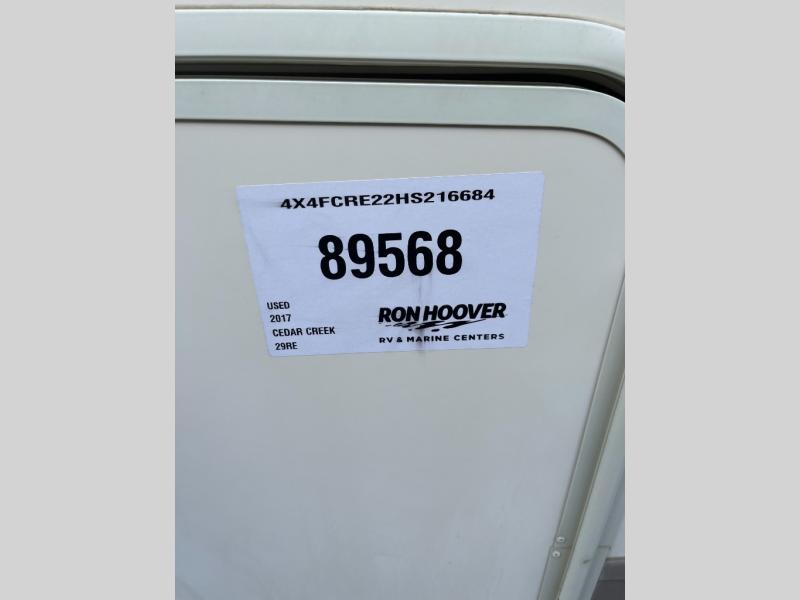 4X4FCRE22HS216684
89568
USED
2017
CEDAR CREEK
29RE
RON HOOVER
RV & MARINE CENTERS